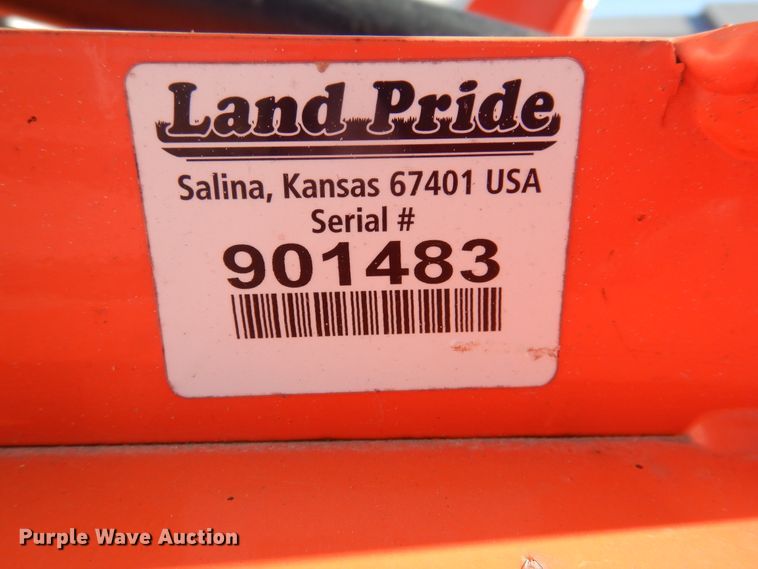 Land Pride
Salina, Kansas 67401 USA
Serial #
901483
Purple Wave Auction